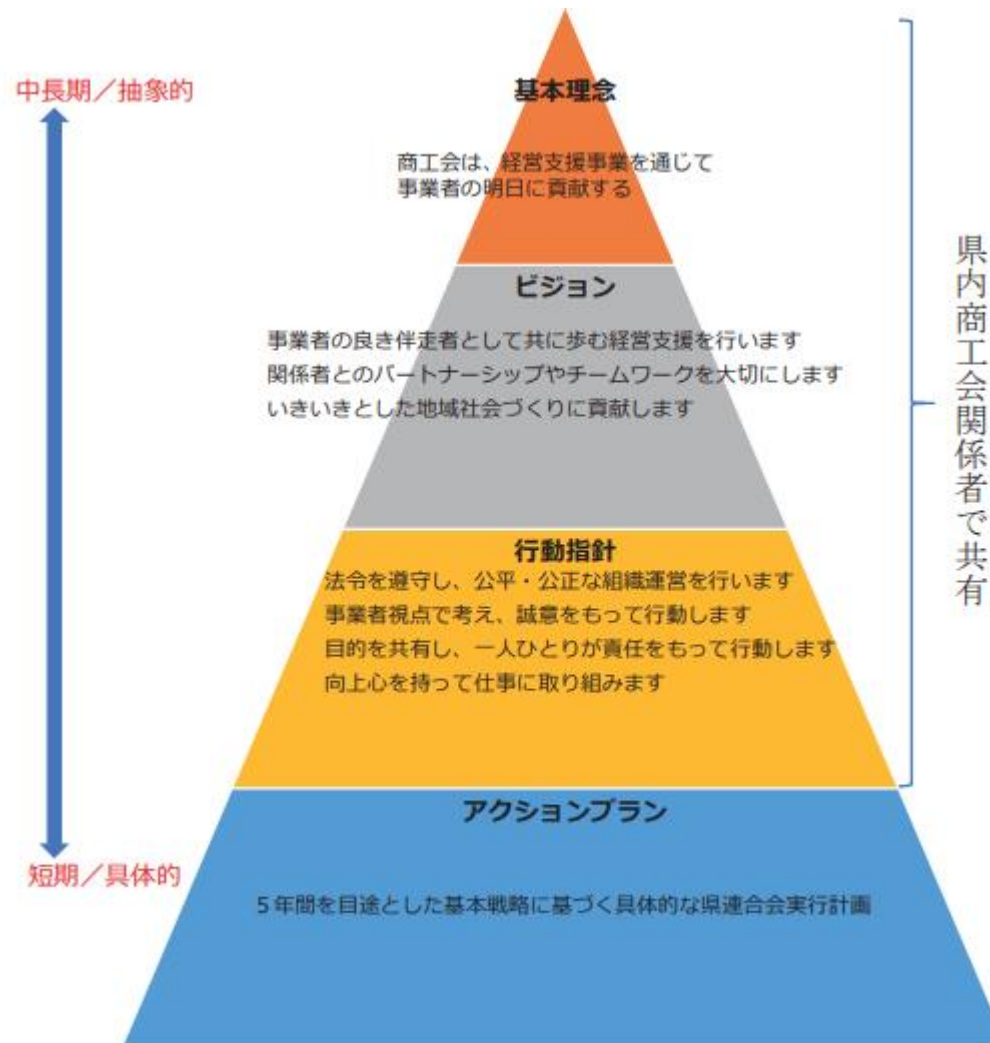 中長期／抽象的
基本理念
商工会は、経営支援事業を通じて
事業者の明日に貢献する
ビジョン
事業者の良き伴走者として共に歩む経営支援を行います
関係者とのパートナーシップやチームワークを大切にします
いきいきとした地域社会づくりに貢献します
行動指針
法令を遵守し、公平・公正な組織運営を行います
事業者視点で考え、誠意をもって行動します
目的を共有し、一人ひとりが責任をもって行動します
向上心を持って仕事に取り組みます
アクションプラン
５年間を目途とした基本戦略に基づく具体的な県連合会実行計画
短期／具体的
県内商工会関係者で共有